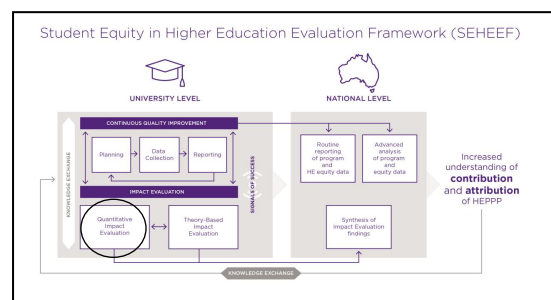 Student Equity in Higher Education Evaluation Framework (SEHEEF)
UNIVERSITY LEVEL
NATIONAL LEVEL
CONTINUOUS QUALITY IMPROVEMENT
Planning
Data
Collection
Reporting
IMPACT EVALUATION
Quantitative
Impact
Evaluation
Theory-Based
Impact
Evaluation
KNOWLEDGE EXCHANGE
SIGNALS OF SUCCESS
Routine
reporting
of program
and
HE equity data
Advanced
analysis
of program
and
equity data
Synthesis of
Impact Evaluation
findings
Increased
understanding of
contribution
and attribution
of HEPPP
KNOWLEDGE EXCHANGE